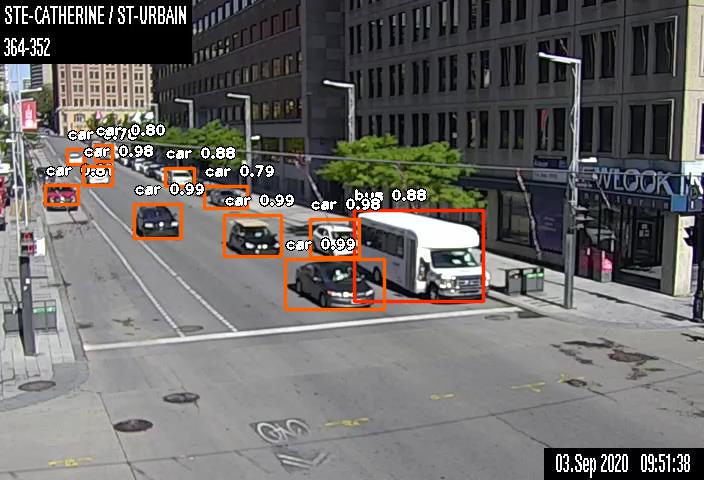 STE-CATHERINE / ST-URBAIN
364-352
car 0.80
car 0.98
car 0.88
car 0.79
car 0.99
car 0.99
car 0.98
bus 0.88
car 0.99
EWLOOK
03.Sep 2020 09:51:38